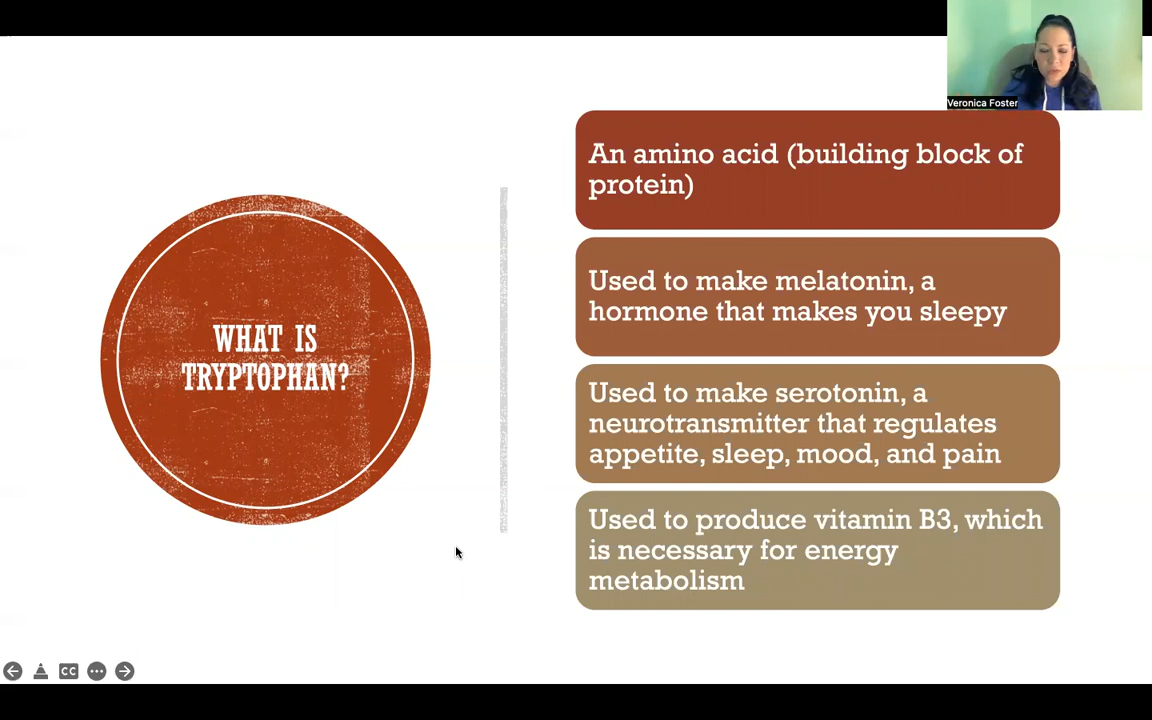 Veronica Foster
WHAT IS
TRYPTOPHAN?
An amino acid (building block of
protein)
Used to make melatonin, a
hormone that makes you sleepy
Used to make serotonin, a
neurotransmitter that regulates
appetite, sleep, mood, and pain
Used to produce vitamin B3, which
is necessary for energy
metabolism
CC